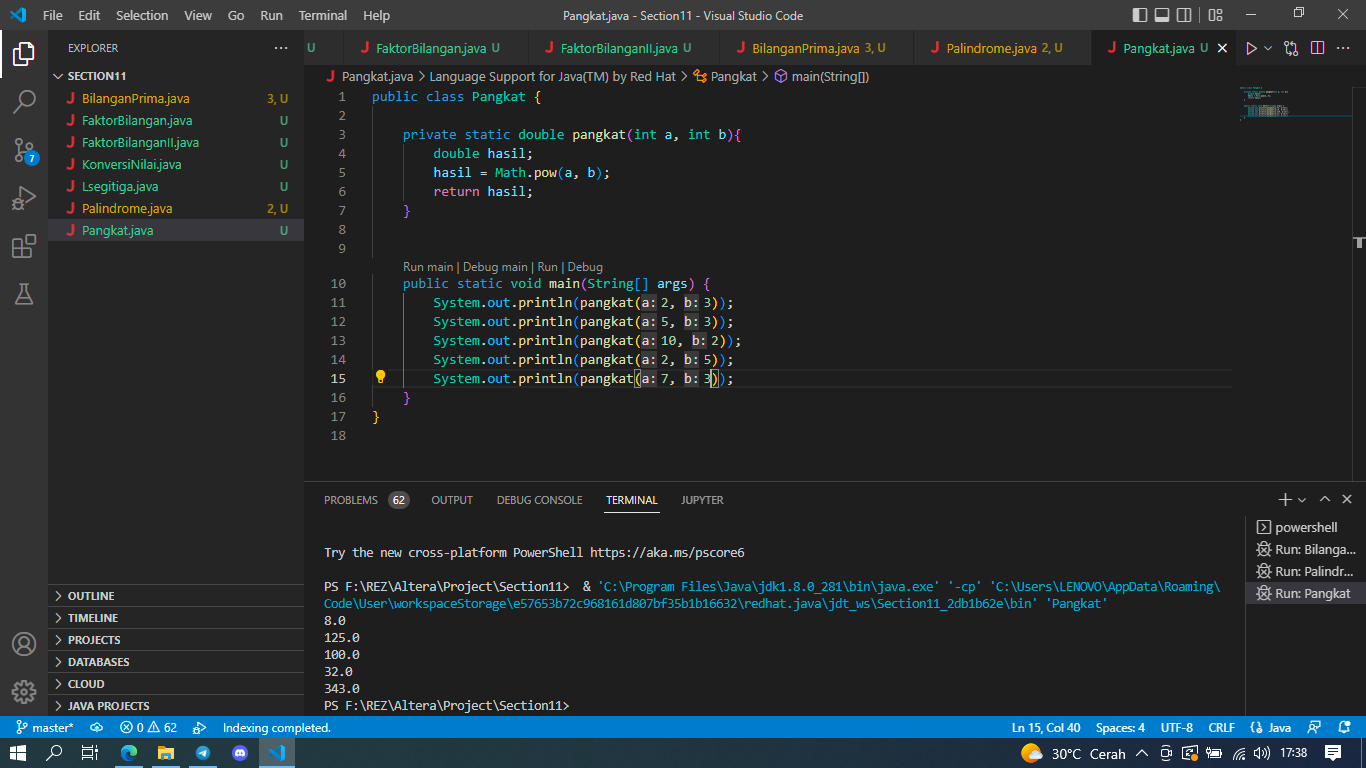 File Edit Selection View Go Run Terminal Help Pangkat.java - Section11 - Visual Studio Code
EXPLORER
SECTION11
BilanganPrima.java 3, U
FaktorBilangan.java U
FaktorBilanganII.java U
KonversiNilai.java U
Lsegitiga.java U
Palindrome.java 2, U
Pangkat.java U
7
OUTLINE
TIMELINE
PROJECTS
DATABASES
CLOUD
JAVA PROJECTS
U FaktorBilangan.java U FaktorBilanganII.java U BilanganPrima.java 3, U Palindrome.java 2, U Pangkat.java U
Pangkat.java > Language Support for Java(TM) by Red Hat > Pangkat > main(String[])
1 public class Pangkat {
2
3 private static double pangkat(int a, int b){
4 double hasil;
5 hasil = Math.pow(a, b);
6 return hasil;
7 }
8
9
Run main | Debug main | Run | Debug
10 public static void main(String[] args) {
11 System.out.println(pangkat(a: 2, b: 3));
12 System.out.println(pangkat(a: 5, b: 3));
13 System.out.println(pangkat(a: 10, b: 2));
14 System.out.println(pangkat(a: 2, b: 5));
15 System.out.println(pangkat(a: 7, b: 3));
16 }
17 }
18
PROBLEMS 62 OUTPUT DEBUG CONSOLE TERMINAL JUPYTER
Try the new cross-platform PowerShell https://aka.ms/pscore6
PS F:\REZ\Altera\Project\Section11> & 'C:\Program Files\Java\jdk1.8.0_281\bin\java.exe' '-cp' 'C:\Users\LENOVO\AppData\Roaming\
Code\User\workspaceStorage\e57653b72c968161d807bf35b1b16632\redhat.java\jdt_ws\Section11_2db1b62e\bin' 'Pangkat'
8.0
125.0
100.0
32.0
343.0
PS F:\REZ\Altera\Project\Section11>
powershell
Run: Bilanga...
Run: Palindr...
Run: Pangkat
master* 0 62 Indexing completed. Ln 15, Col 40 Spaces: 4 UTF-8 CRLF Java
30°C Cerah 17:38